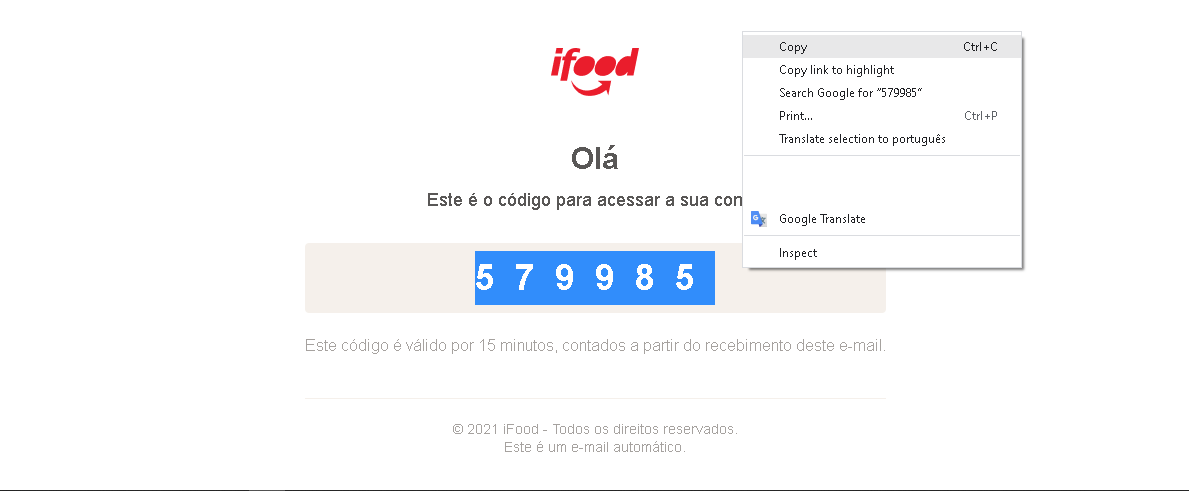 ifood
Olá
Este é o código para acessar a sua con
5 7 9 9 8 5
Este código é válido por 15 minutos, contados a partir do recebimento deste e-mail.
© 2021 iFood - Todos os direitos reservados.
Este é um e-mail automático.
Copy Ctrl+C
Copy link to highlight
Search Google for “579985”
Print... Ctrl+P
Translate selection to português
Google Translate
Inspect